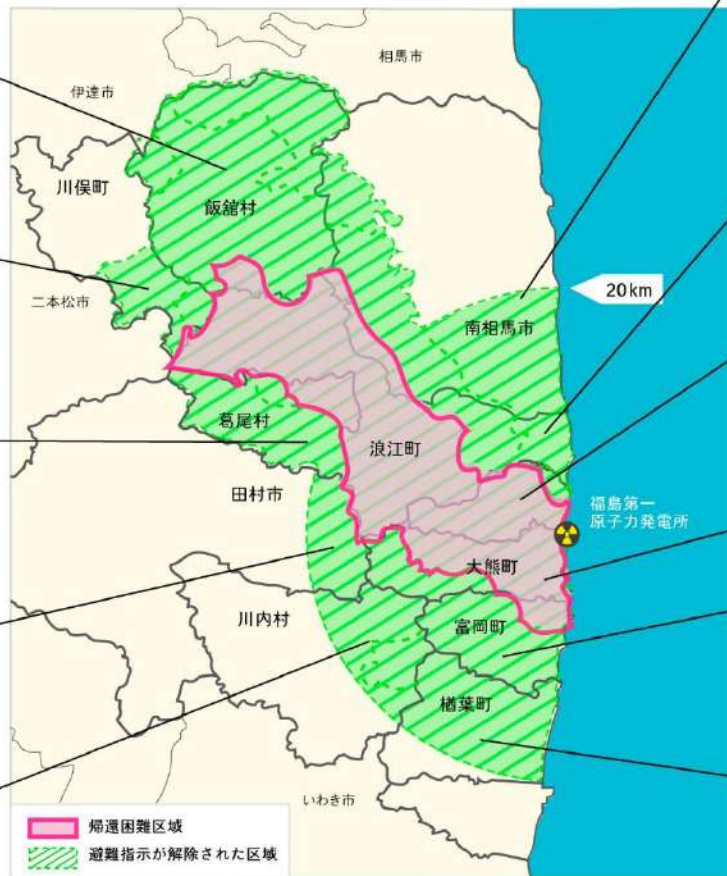 相馬市
伊達市
川俣町
飯舘村
20km
二本松市
南相馬市
葛尾村
浪江町
田村市
福島第一
原子力発電所
大熊町
川内村
富岡町
楢葉町
いわき市
帰還困難区域
避難指示が解除された区域